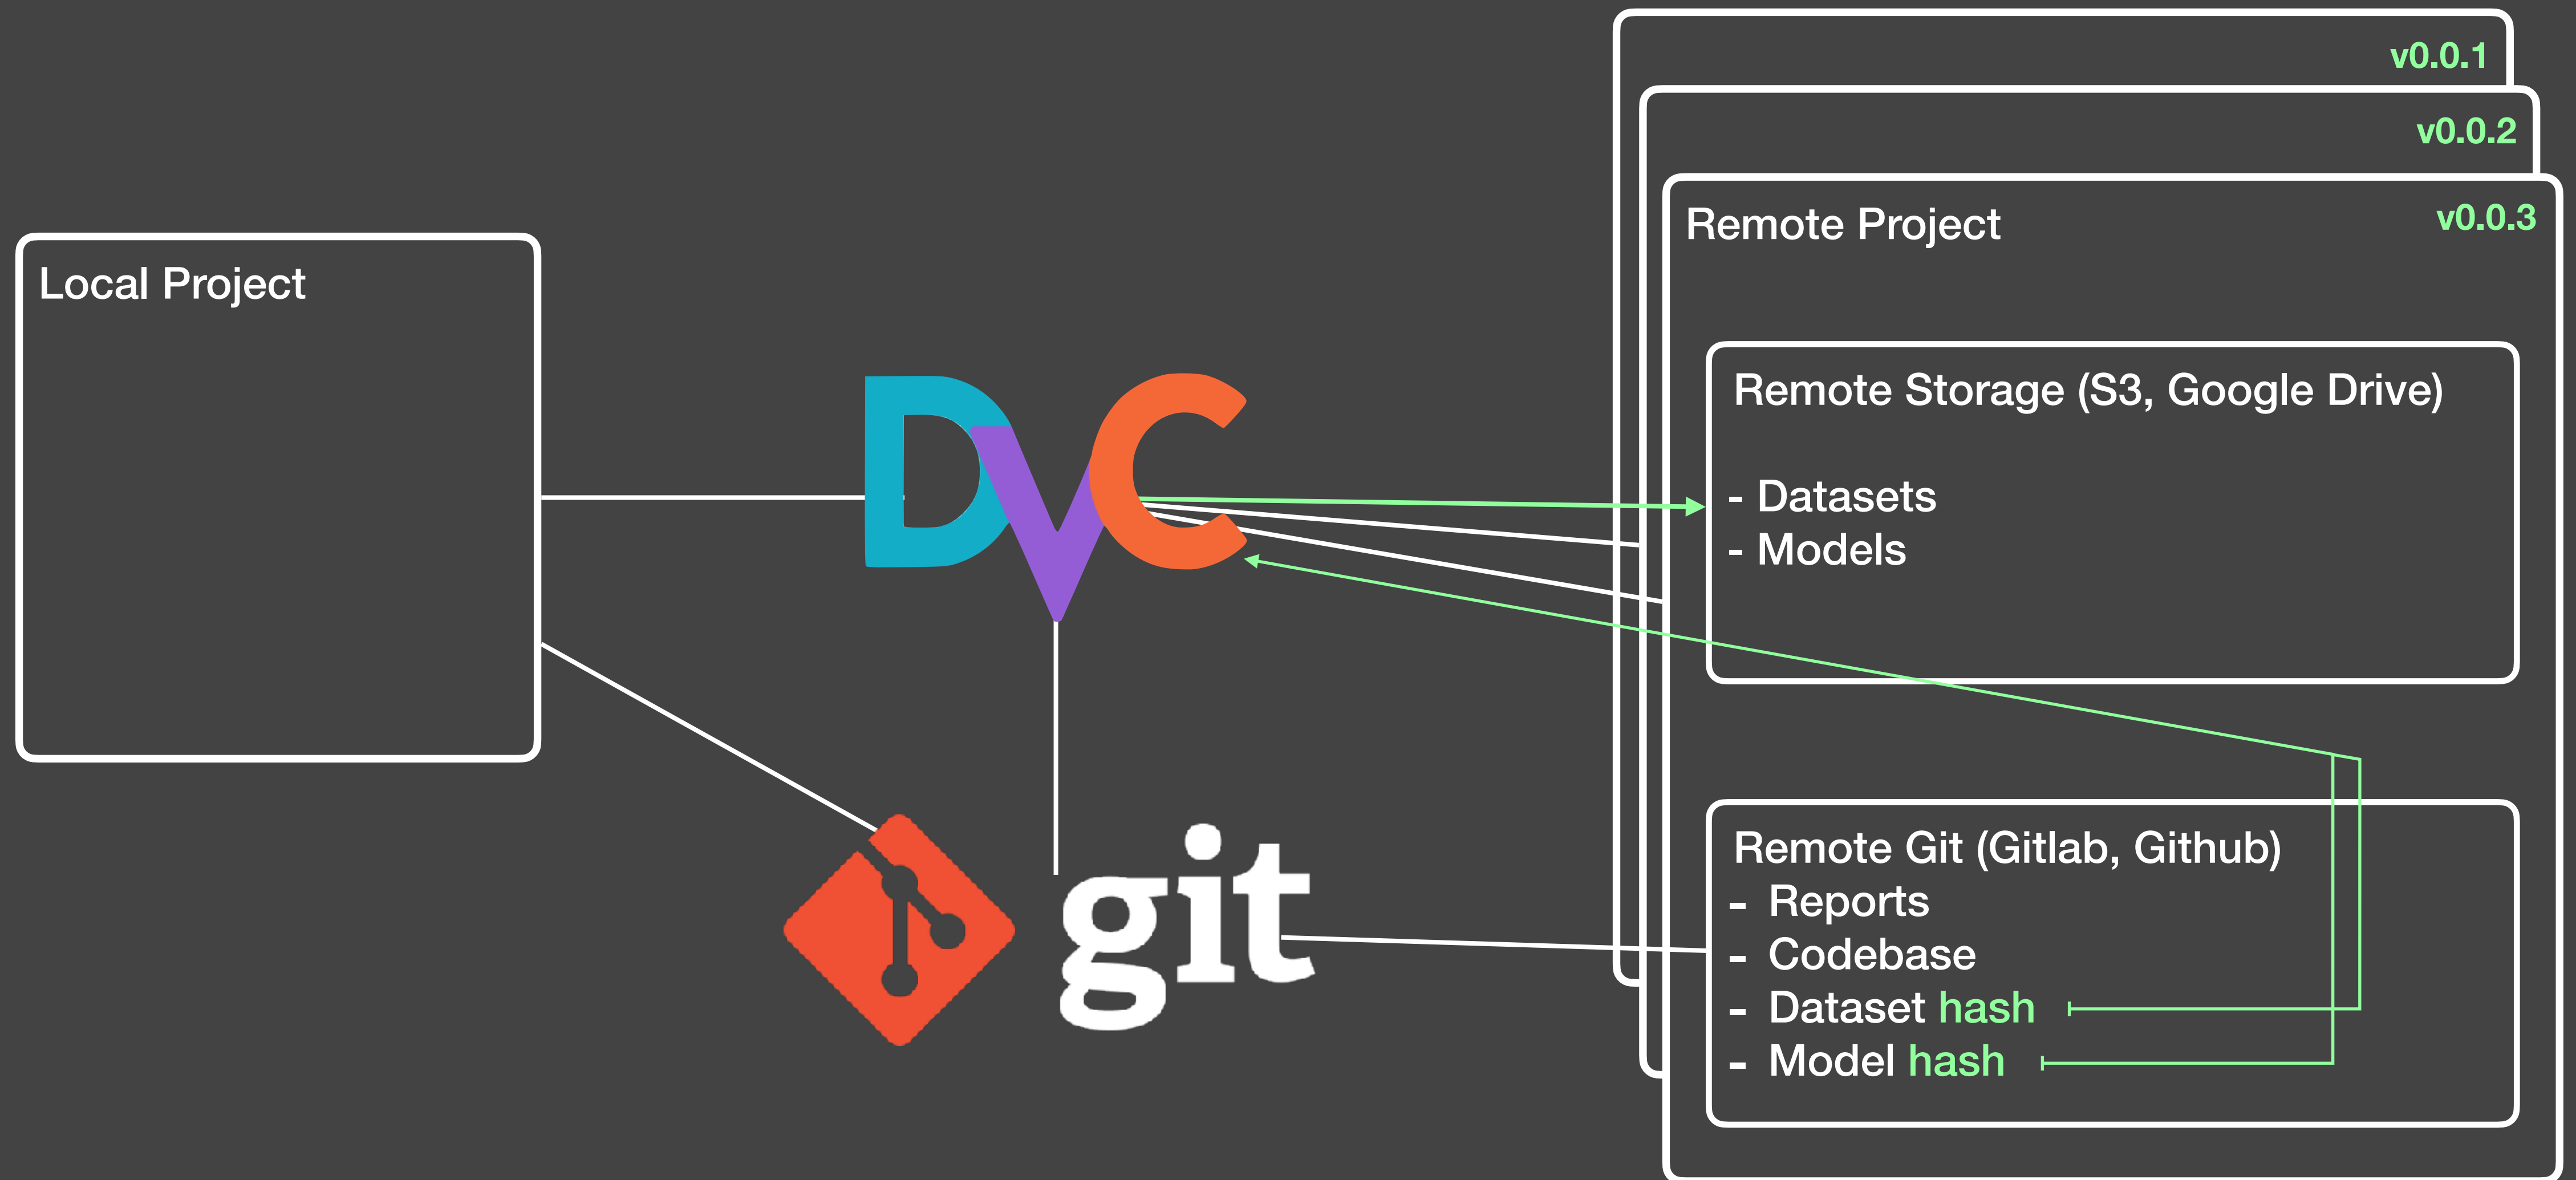 v0.0.1
v0.0.2
v0.0.3
Remote Project
Local Project
DVC
Remote Storage (S3, Google Drive)
- Datasets
- Models
git
Remote Git (Gitlab, Github)
- Reports
- Codebase
- Dataset hash
- Model hash